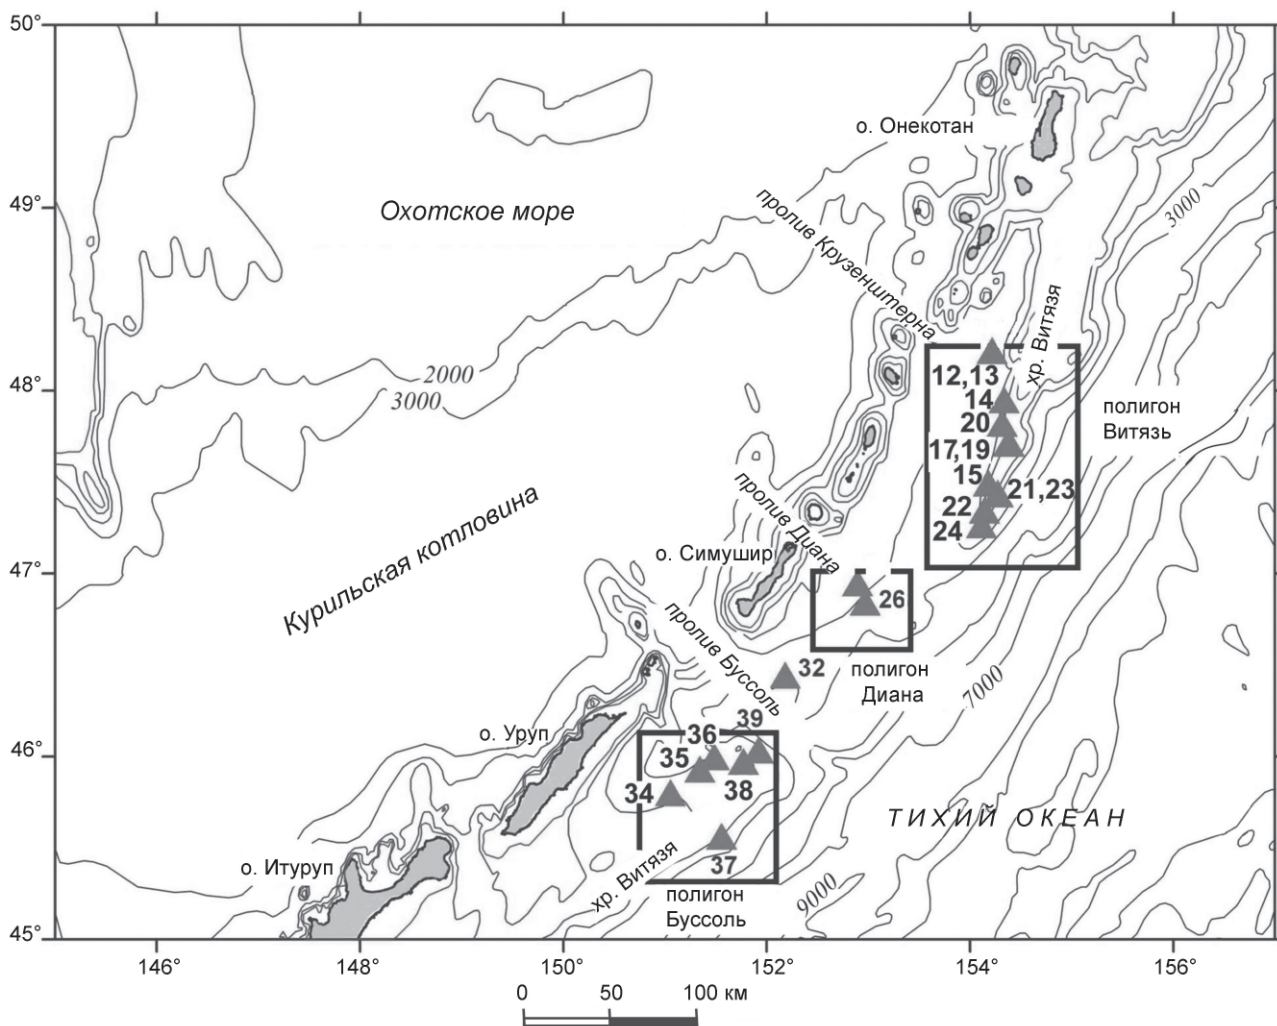 50°
49°
48°
47°
46°
45°
о. Онекотан
Охотское море
пролив Крузенштерна
3000
хр. Витязя
2000
3000
12,13
14
20
17,19
15
21,23
22
24
полигон
Витязь
Курильская котловина
пролив Диана
о. Симушир
26
полигон
Диана
пролив Буссоль
32
7000
о. Уруп
39
36
35
34
38
37
ТИХИЙ ОКЕАН
о. Итуруп
хр. Витязя
полигон
Буссоль
9000
146°
148°
150°
152°
154°
156°
0 50 100 км